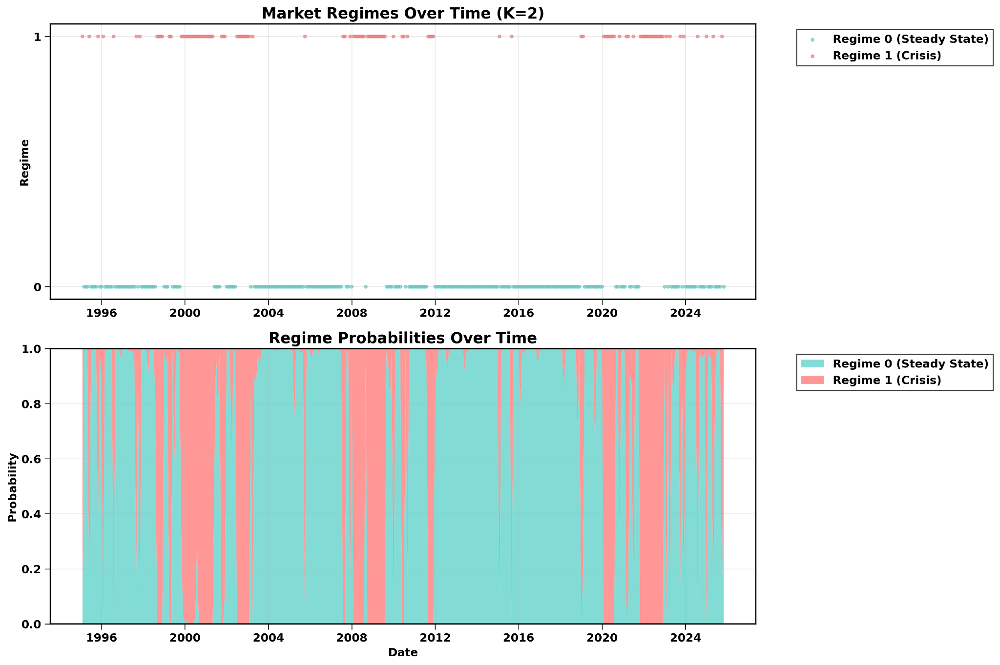 Market Regimes Over Time (K=2)
Regime
1
0
1996 2000 2004 2008 2012 2016 2020 2024
Regime 0 (Steady State)
Regime 1 (Crisis)
Regime Probabilities Over Time
Probability
1.0
0.8
0.6
0.4
0.2
0.0
1996 2000 2004 2008 2012 2016 2020 2024
Date
Regime 0 (Steady State)
Regime 1 (Crisis)